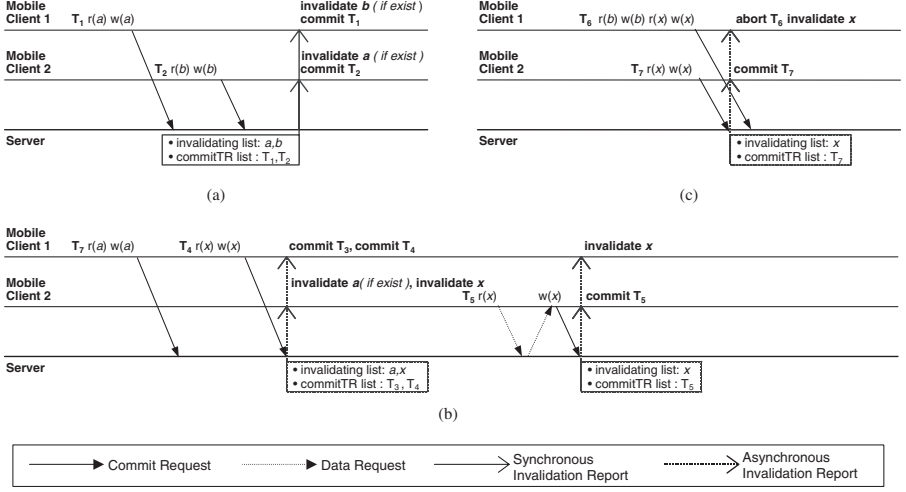 Mobile
Client 1
T1 r(a) w(a)
invalidate b ( if exist )
commit T1
Mobile
Client 2
T2 r(b) w(b)
invalidate a ( if exist )
commit T2
Server
• invalidating list: a,b
• commitTR list : T1,T2
(a)
Mobile
Client 1
T6 r(b) w(b) r(x) w(x)
abort T6 invalidate x
Mobile
Client 2
T7 r(x) w(x)
commit T7
Server
• invalidating list: x
• commitTR list : T7
(c)
Mobile
Client 1
T7 r(a) w(a)
T4 r(x) w(x)
commit T3, commit T4
invalidate x
Mobile
Client 2
invalidate a( if exist ), invalidate x
T5 r(x)
w(x)
commit T5
Server
• invalidating list: a,x
• commitTR list : T3, T4
• invalidating list: x
• commitTR list : T5
(b)
Commit Request
Data Request
Synchronous
Invalidation Report
Asynchronous
Invalidation Report